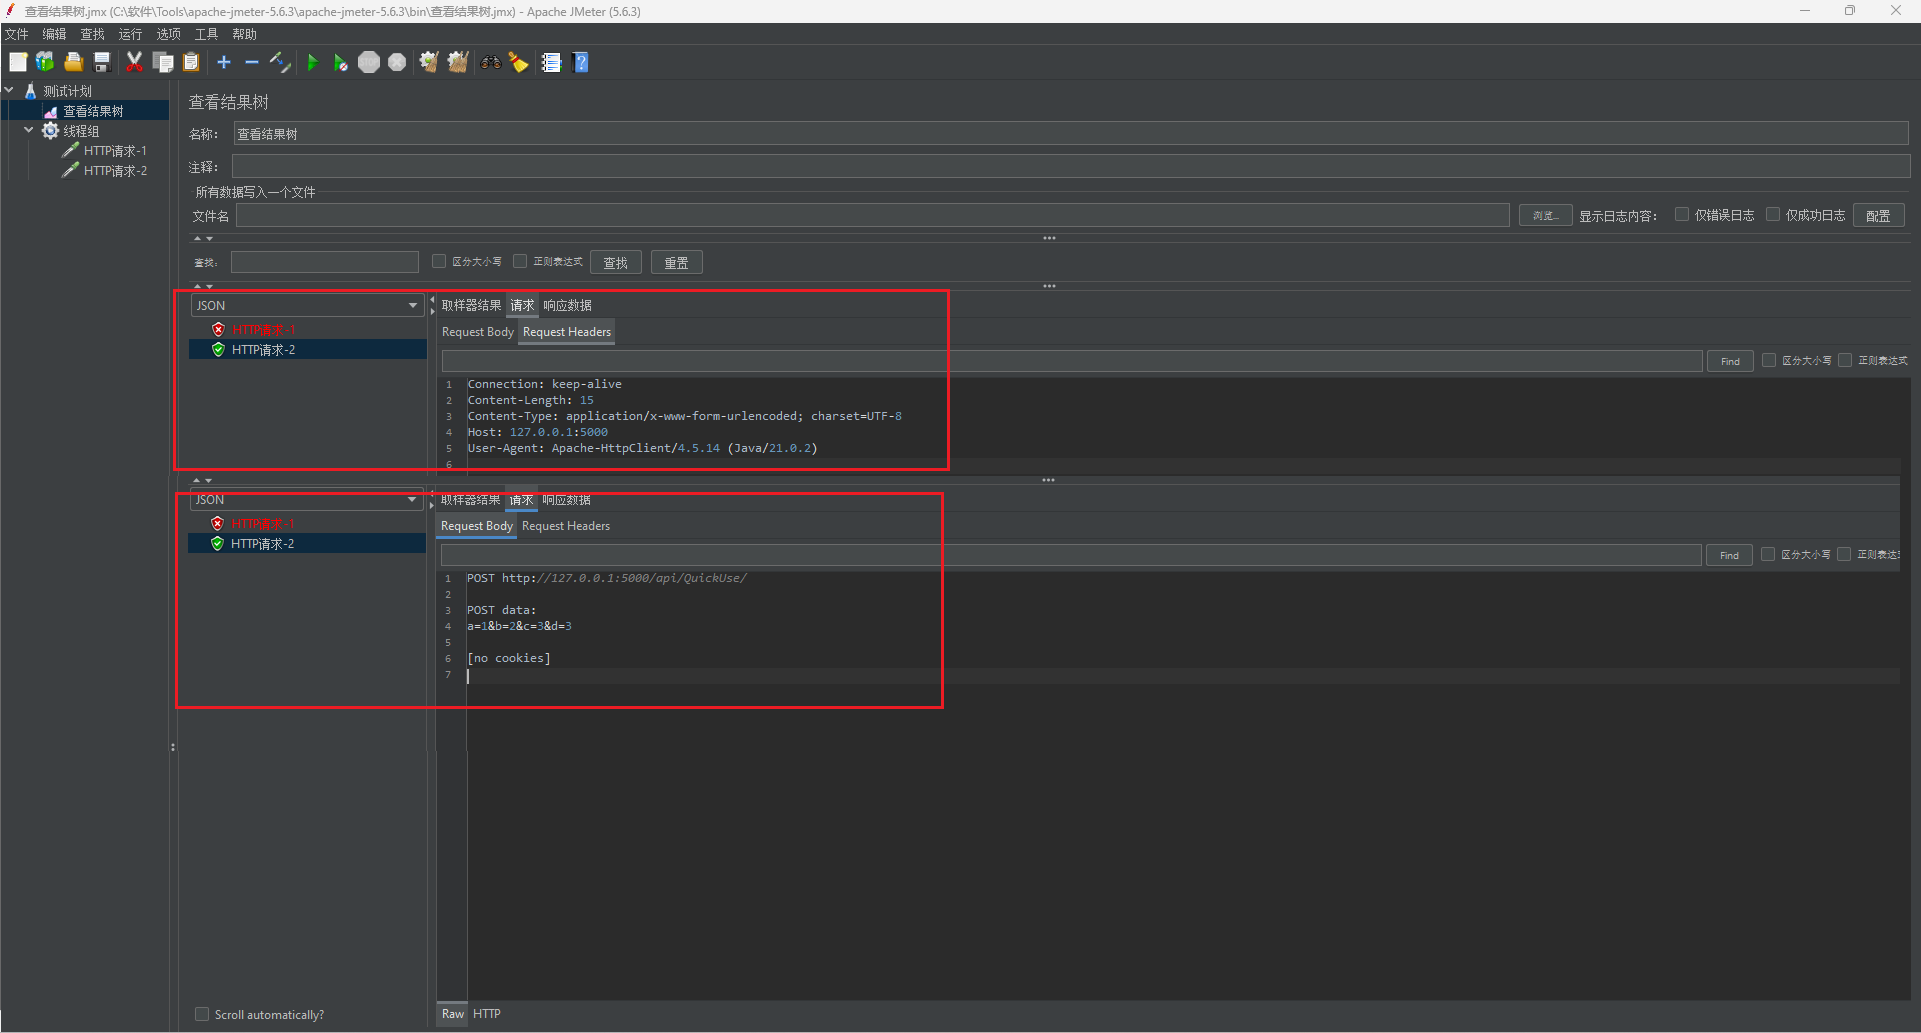 查看结果树.jmx (C:\软件\Tools\apache-jmeter-5.6.3\apache-jmeter-5.6.3\bin\查看结果树.jmx) - Apache JMeter (5.6.3)
文件 编辑 查找 运行 选项 工具 帮助
测试计划
查看结果树
线程组
HTTP请求-1
HTTP请求-2
查看结果树
名称: 查看结果树
注释:
所有数据写入一个文件
文件名 浏览... 显示日志内容: 仅错误日志 仅成功日志 配置
查找: 区分大小写 正则表达式 查找 重置
JSON 取样器结果 请求 响应数据
HTTP请求-1
HTTP请求-2
Request Body Request Headers
Find 区分大小写 正则表达式
1 Connection: keep-alive
2 Content-Length: 15
3 Content-Type: application/x-www-form-urlencoded; charset=UTF-8
4 Host: 127.0.0.1:5000
5 User-Agent: Apache-HttpClient/4.5.14 (Java/21.0.2)
6
JSON 取样器结果 请求 响应数据
HTTP请求-1
HTTP请求-2
Request Body Request Headers
Find 区分大小写 正则表达
1 POST http://127.0.0.1:5000/api/QuickUse/
2
3 POST data:
4 a=1&b=2&c=3&d=3
5
6 [no cookies]
7
Scroll automatically?
Raw HTTP